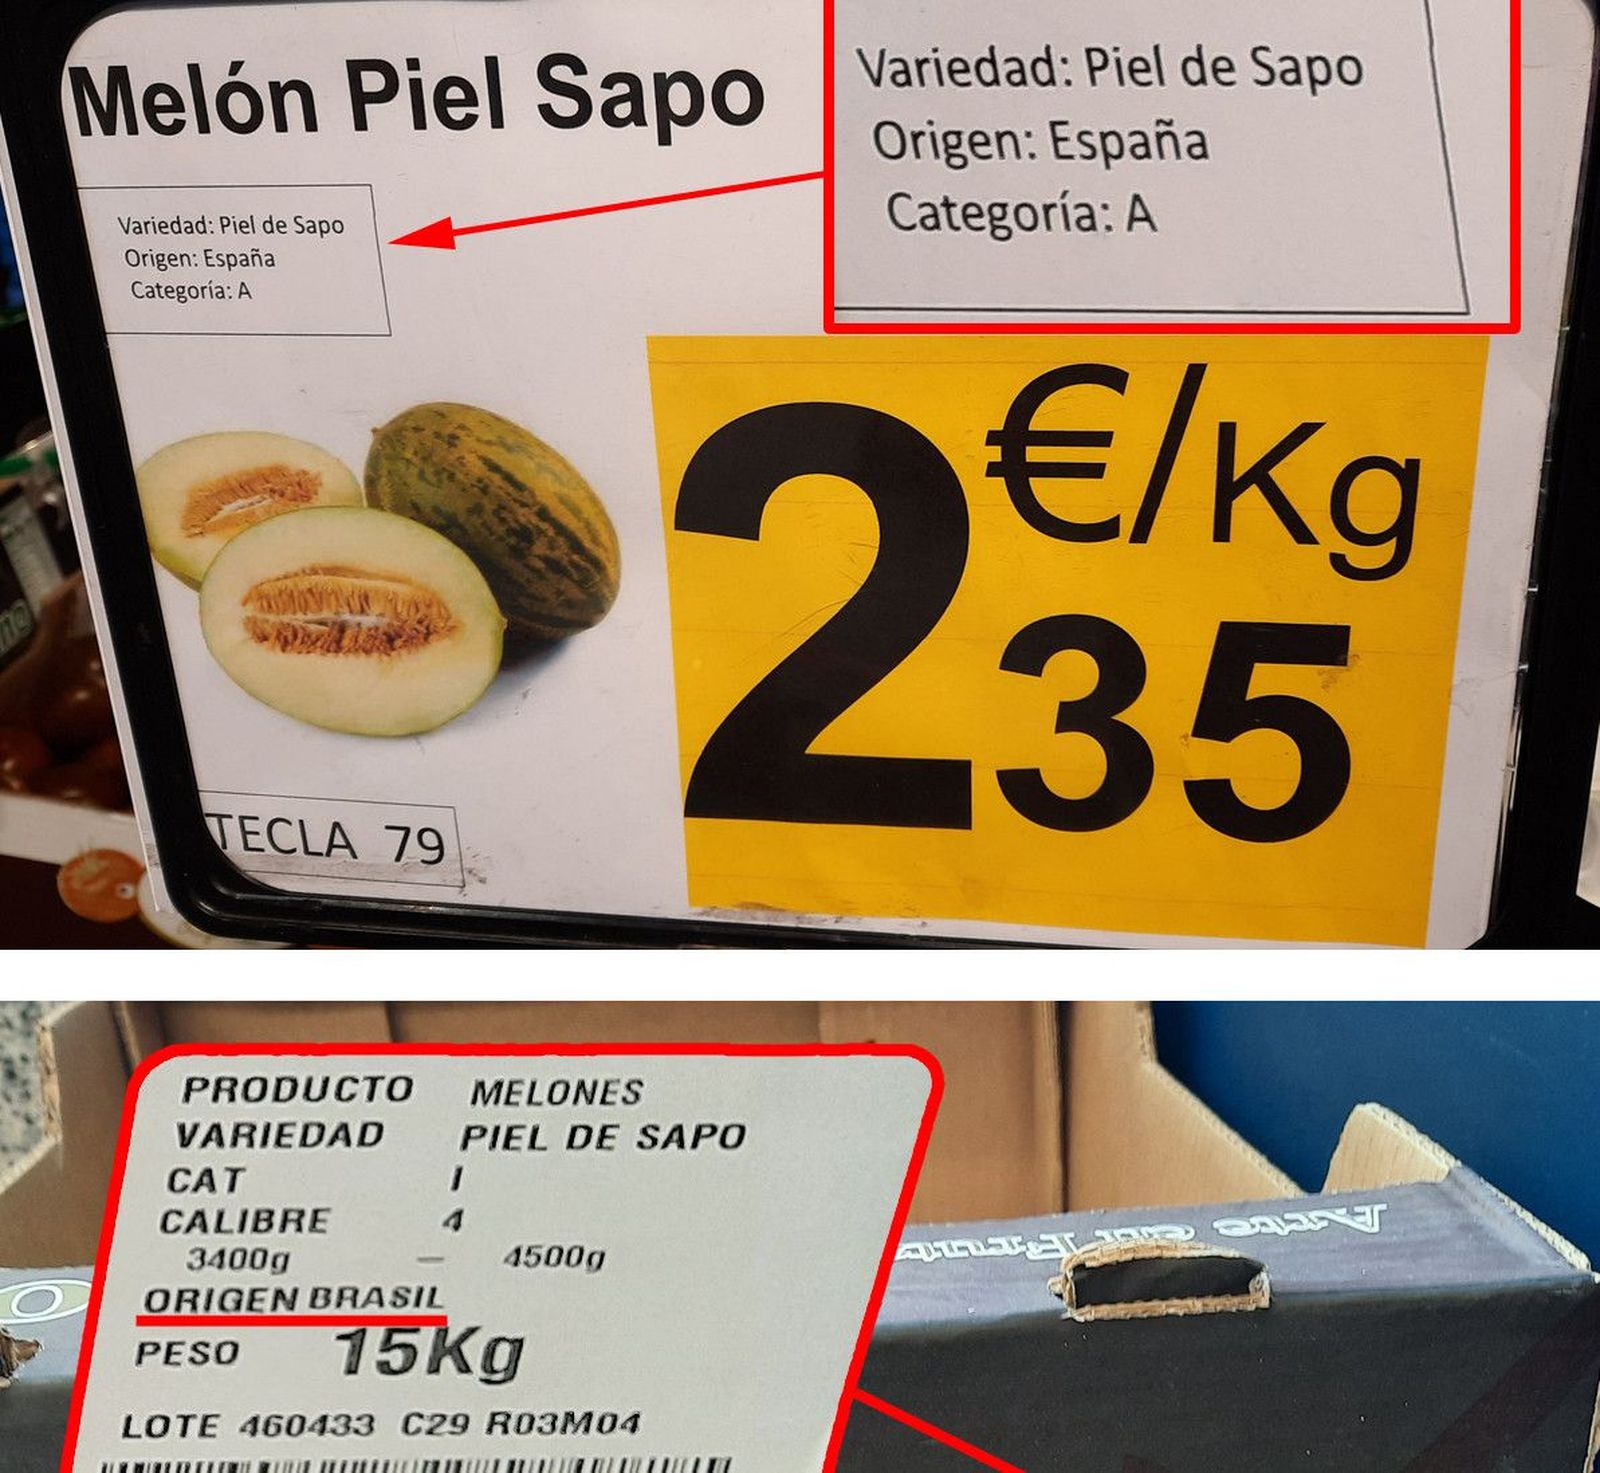 Melón Piel Sapo
Variedad: Piel de Sapo
Origen: España
Categoría: A
Variedad: Piel de Sapo
Origen: España
Categoría: A
2 €/Kg
35
TECLA 79
PRODUCTO MELONES
VARIEDAD PIEL DE SAPO
CAT I
CALIBRE 4
3400g – 4500g
ORIGEN BRASIL
PESO 15Kg
LOTE 460433 C29 R03M04